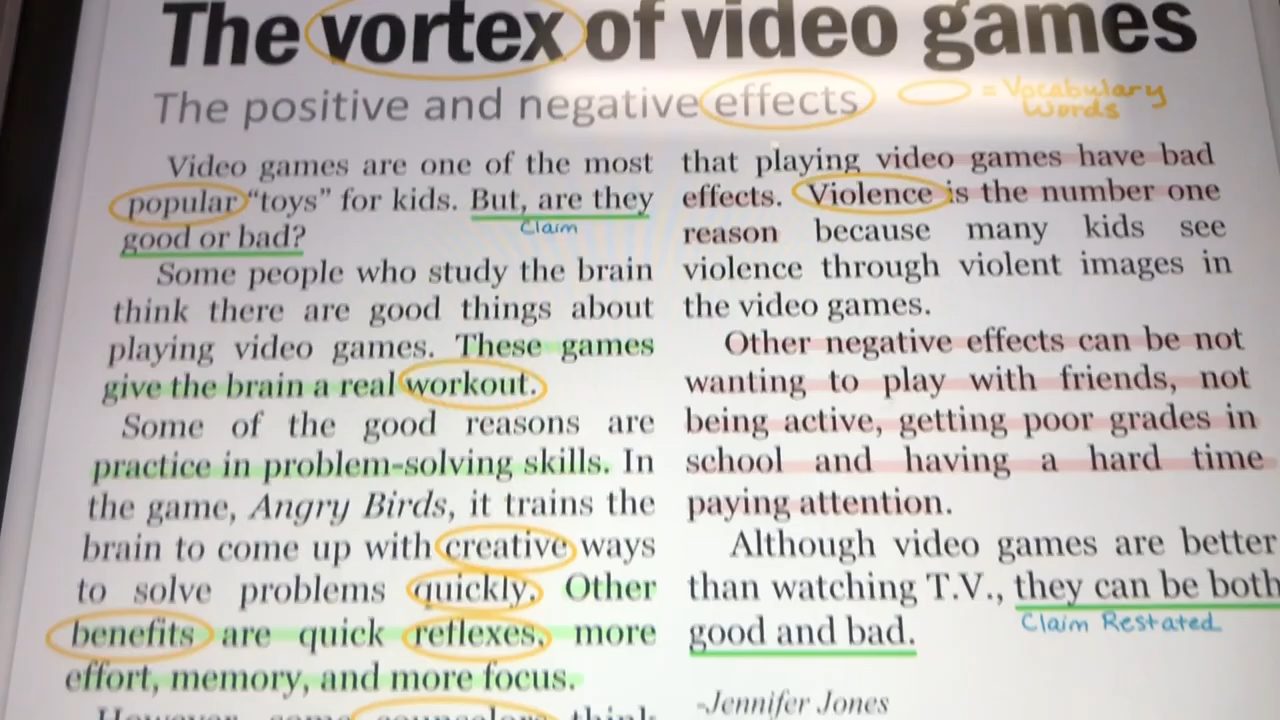 The vortex of video games
The positive and negative effects
= Vocabulary
Words
Video games are one of the most
popular "toys" for kids. But, are they
Claim
good or bad?
Some people who study the brain
think there are good things about
playing video games. These games
give the brain a real workout.
Some of the good reasons are
practice in problem-solving skills. In
the game, Angry Birds, it trains the
brain to come up with creative ways
to solve problems quickly. Other
benefits are quick reflexes, more
effort, memory, and more focus.
However, some counselors think
that playing video games have bad
effects. Violence is the number one
reason because many kids see
violence through violent images in
the video games.
Other negative effects can be not
wanting to play with friends, not
being active, getting poor grades in
school and having a hard time
paying attention.
Although video games are better
than watching T.V., they can be both
Claim Restated
good and bad.
-Jennifer Jones